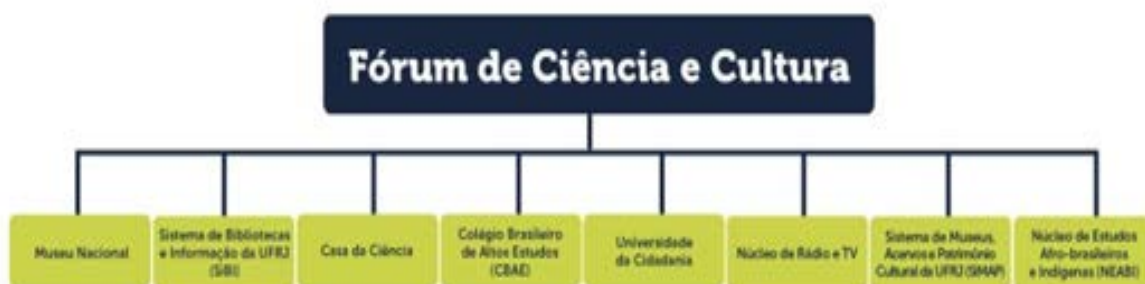 Fórum de Ciência e Cultura
Museu Nacional
Sistema de Bibliotecas
e Informação da UFRJ
(SiBI)
Casa da Ciência
Colégio Brasileiro
de Altos Estudos
(CBAE)
Universidade
da Cidadania
Núcleo de Rádio e TV
Sistema de Museus,
Acervos e Patrimônio
Cultural da UFRJ (SIMAP)
Núcleo de Estudos
Afro-brasileiros
e Indígenas (NEABI)